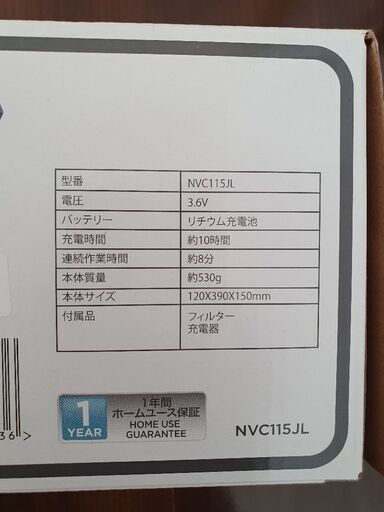 型番 NVC115JL
電圧 3.6V
バッテリー リチウム充電池
充電時間 約10時間
連続作業時間 約8分
本体質量 約530g
本体サイズ 120X390X150mm
付属品 フィルター
充電器
1
YEAR
1年間
ホームユース保証
HOME USE
GUARANTEE
36>
NVC115JL